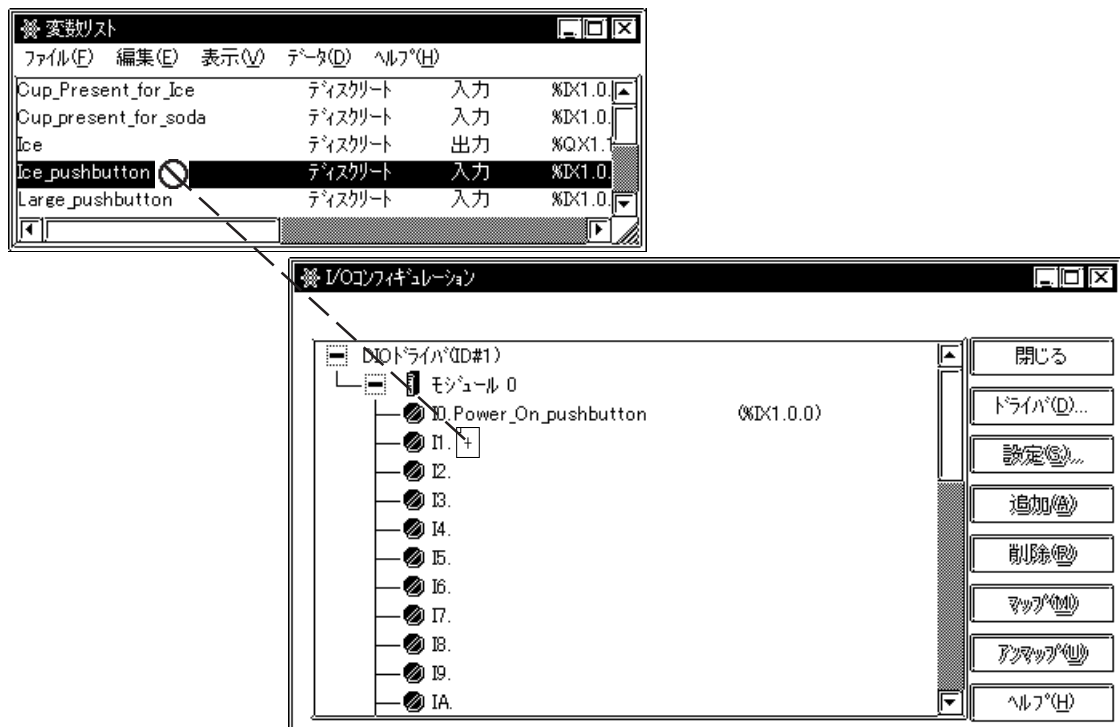 変数リスト
ファイル(F) 編集(E) 表示(V) データ(D) ヘルプ(H)
Cup_Present_for_Ice ディスクリート 入力 %IX1.0.
Cup_present_for_soda ディスクリート 入力 %IX1.0.
Ice ディスクリート 出力 %QX1.1
Ice_pushbutton ディスクリート 入力 %IX1.0.
Large_pushbutton ディスクリート 入力 %IX1.0.
I/Oコンフィギュレーション
DIOドライバ(ID#1)
モジュール 0
I0.Power_On_pushbutton (%IX1.0.0)
I1.
I2.
I3.
I4.
I5.
I6.
I7.
I8.
I9.
IA.
閉じる
ドライバ(D)...
設定(S)...
追加(A)
削除(R)
マップ(M)
アンマップ(U)
ヘルプ(H)